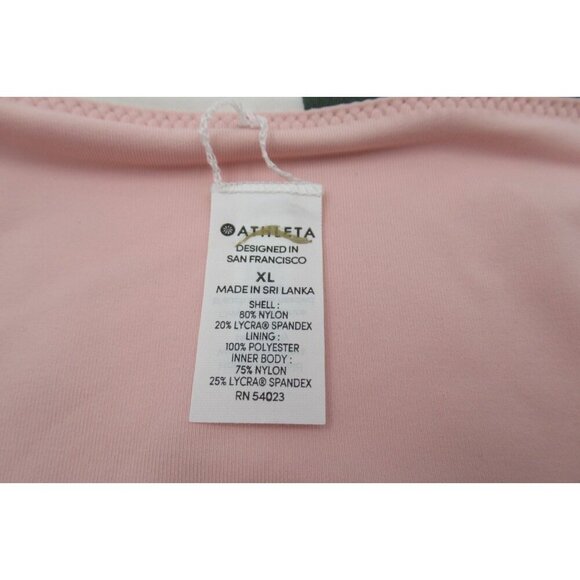 ATHLETA
DESIGNED IN
SAN FRANCISCO
XL
MADE IN SRI LANKA
SHELL :
80% NYLON
20% LYCRA® SPANDEX
LINING :
100% POLYESTER
INNER BODY :
75% NYLON
25% LYCRA® SPANDEX
RN 54023